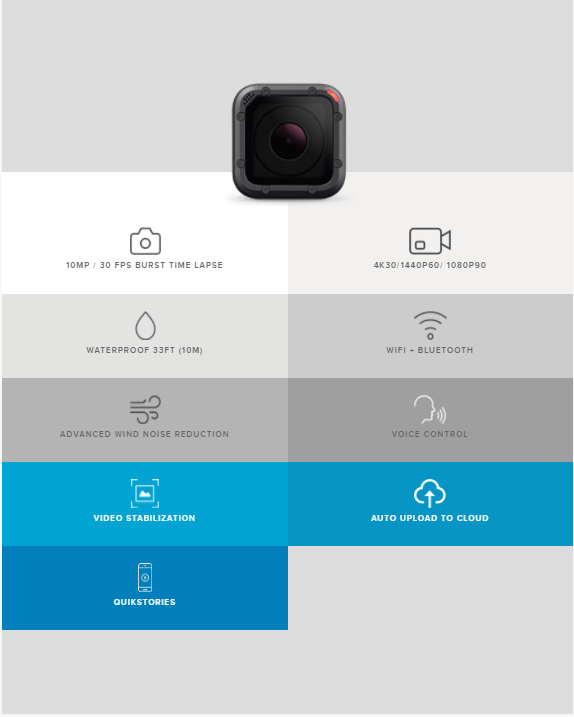 10MP / 30 FPS BURST TIME LAPSE
4K30/1440P60/ 1080P90
WATERPROOF 33FT (10M)
WIFI + BLUETOOTH
ADVANCED WIND NOISE REDUCTION
VOICE CONTROL
VIDEO STABILIZATION
AUTO UPLOAD TO CLOUD
QUIKSTORIES